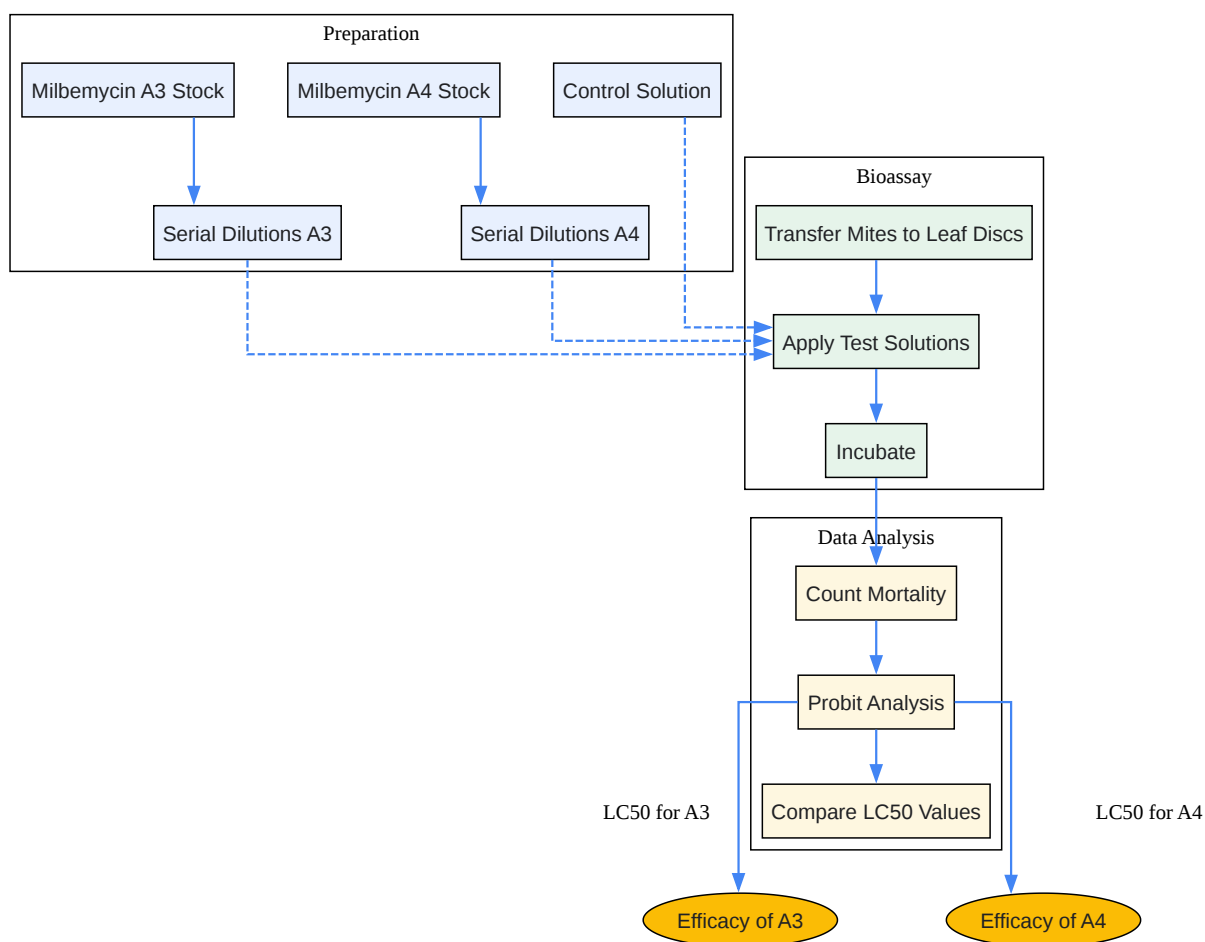 Preparation
Milbemycin A3 Stock
Milbemycin A4 Stock
Control Solution
Serial Dilutions A3
Serial Dilutions A4
Bioassay
Transfer Mites to Leaf Discs
Apply Test Solutions
Incubate
Data Analysis
Count Mortality
Probit Analysis
Compare LC50 Values
LC50 for A3
LC50 for A4
Efficacy of A3
Efficacy of A4